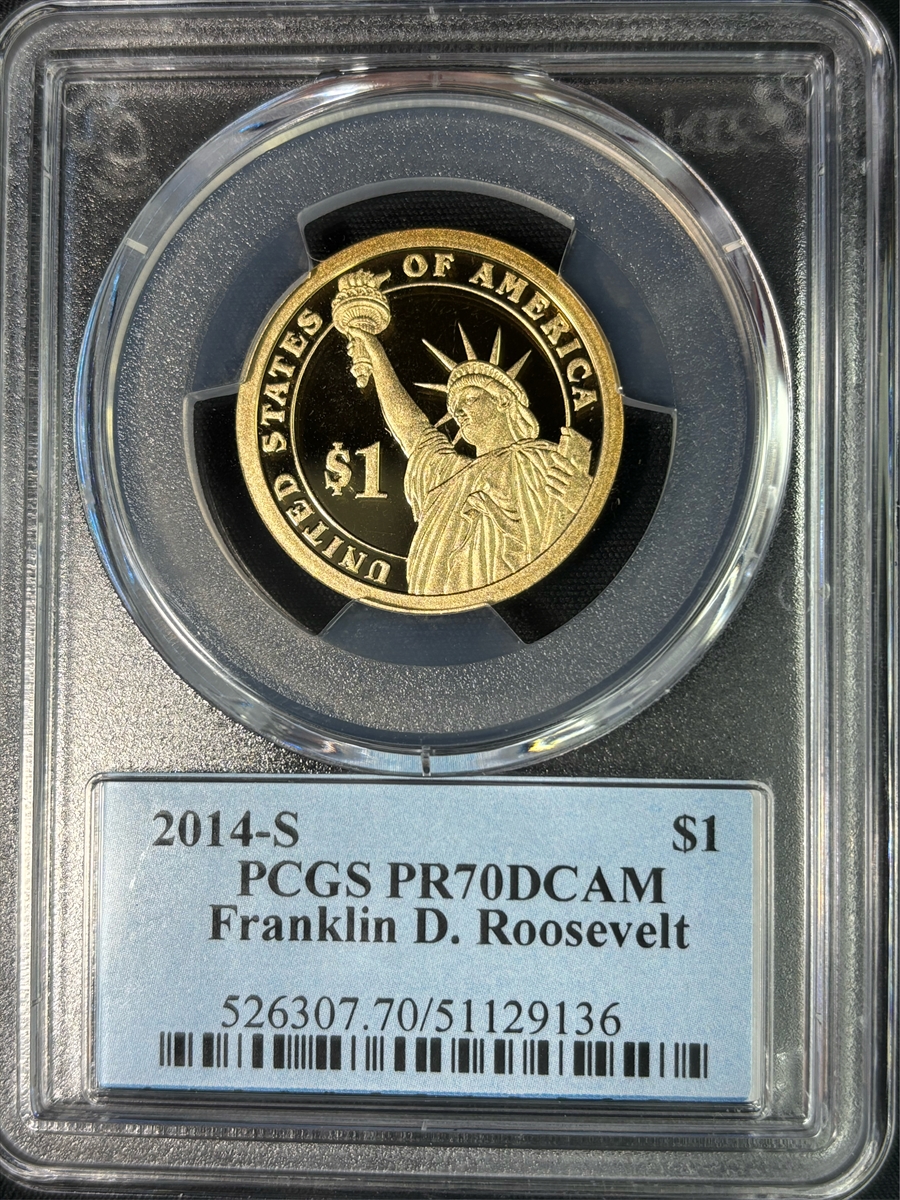 UNITED STATES OF AMERICA
$1
2014-S $1
PCGS PR70DCAM
Franklin D. Roosevelt
526307.70/51129136